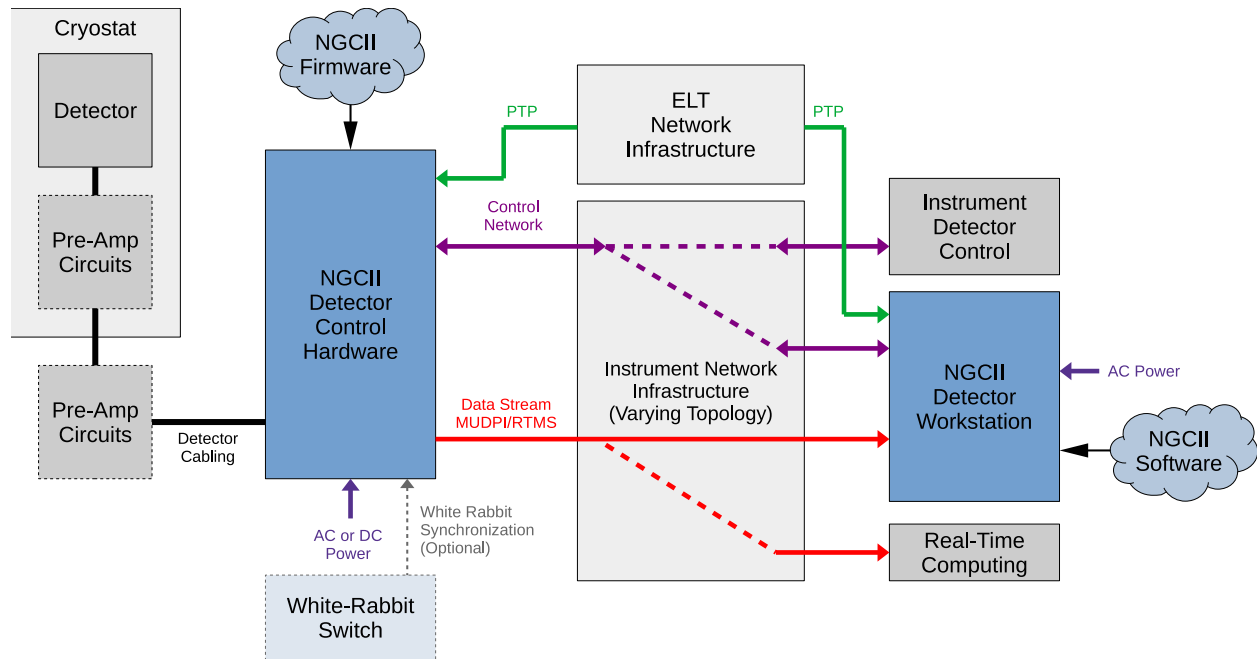 Cryostat
Detector
Pre-Amp
Circuits
Pre-Amp
Circuits
Detector
Cabling
NGCII
Firmware
NGCII
Detector
Control
Hardware
AC or DC
Power
White Rabbit
Synchronization
(Optional)
White-Rabbit
Switch
PTP
ELT
Network
Infrastructure
PTP
Control
Network
Data Stream
MUDPI/RTMS
Instrument Network
Infrastructure
(Varying Topology)
Instrument
Detector
Control
NGCII
Detector
Workstation
AC Power
NGCII
Software
Real-Time
Computing